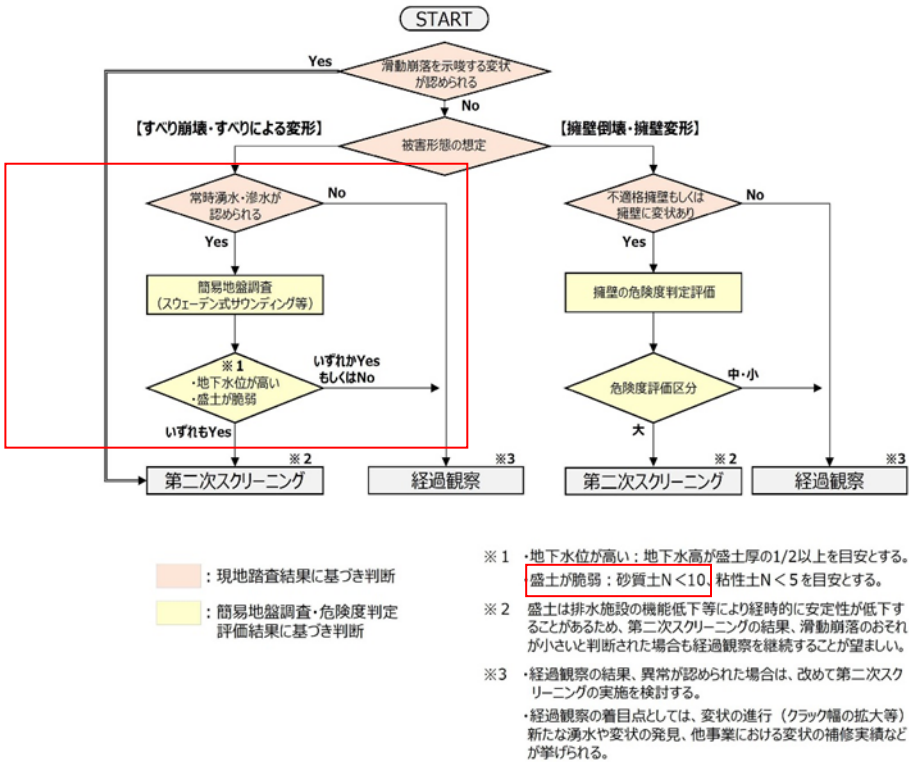 START
Yes
滑動崩落を示唆する変状
が認められる
No
【すべり崩壊・すべりによる変形】
【擁壁倒壊・擁壁変形】
被害形態の想定
常時湧水・滲水が
認められる
No
不適格擁壁もしくは
擁壁に変状あり
No
Yes
Yes
簡易地盤調査
（スウェーデン式サウンディング等）
擁壁の危険度判定評価
※１
・地下水位が高い
・盛土が脆弱
いずれかYes
もしくはNo
危険度評価区分
中・小
いずれもYes
大
※2
第二次スクリーニング
※3
経過観察
※2
第二次スクリーニング
※3
経過観察
：現地踏査結果に基づき判断
：簡易地盤調査・危険度判定
評価結果に基づき判断
※１ ・地下水位が高い；地下水高が盛土厚の1/2以上を目安とする。
・盛土が脆弱；砂質土N＜10、粘性土N＜5を目安とする。
※２ 盛土は排水施設の機能低下等により経時的に安定性が低下す
ることがあるため、第二次スクリーニングの結果、滑動崩落のおそれ
が小さいと判断された場合も経過観察を継続することが望ましい。
※３ ・経過観察の結果、異常が認められた場合は、改めて第二次スク
リーニングの実施を検討する。
・経過観察の着目点としては、変状の進行（クラック幅の拡大等）
新たな湧水や変状の発見、他事業における変状の補修実績など
が挙げられる。